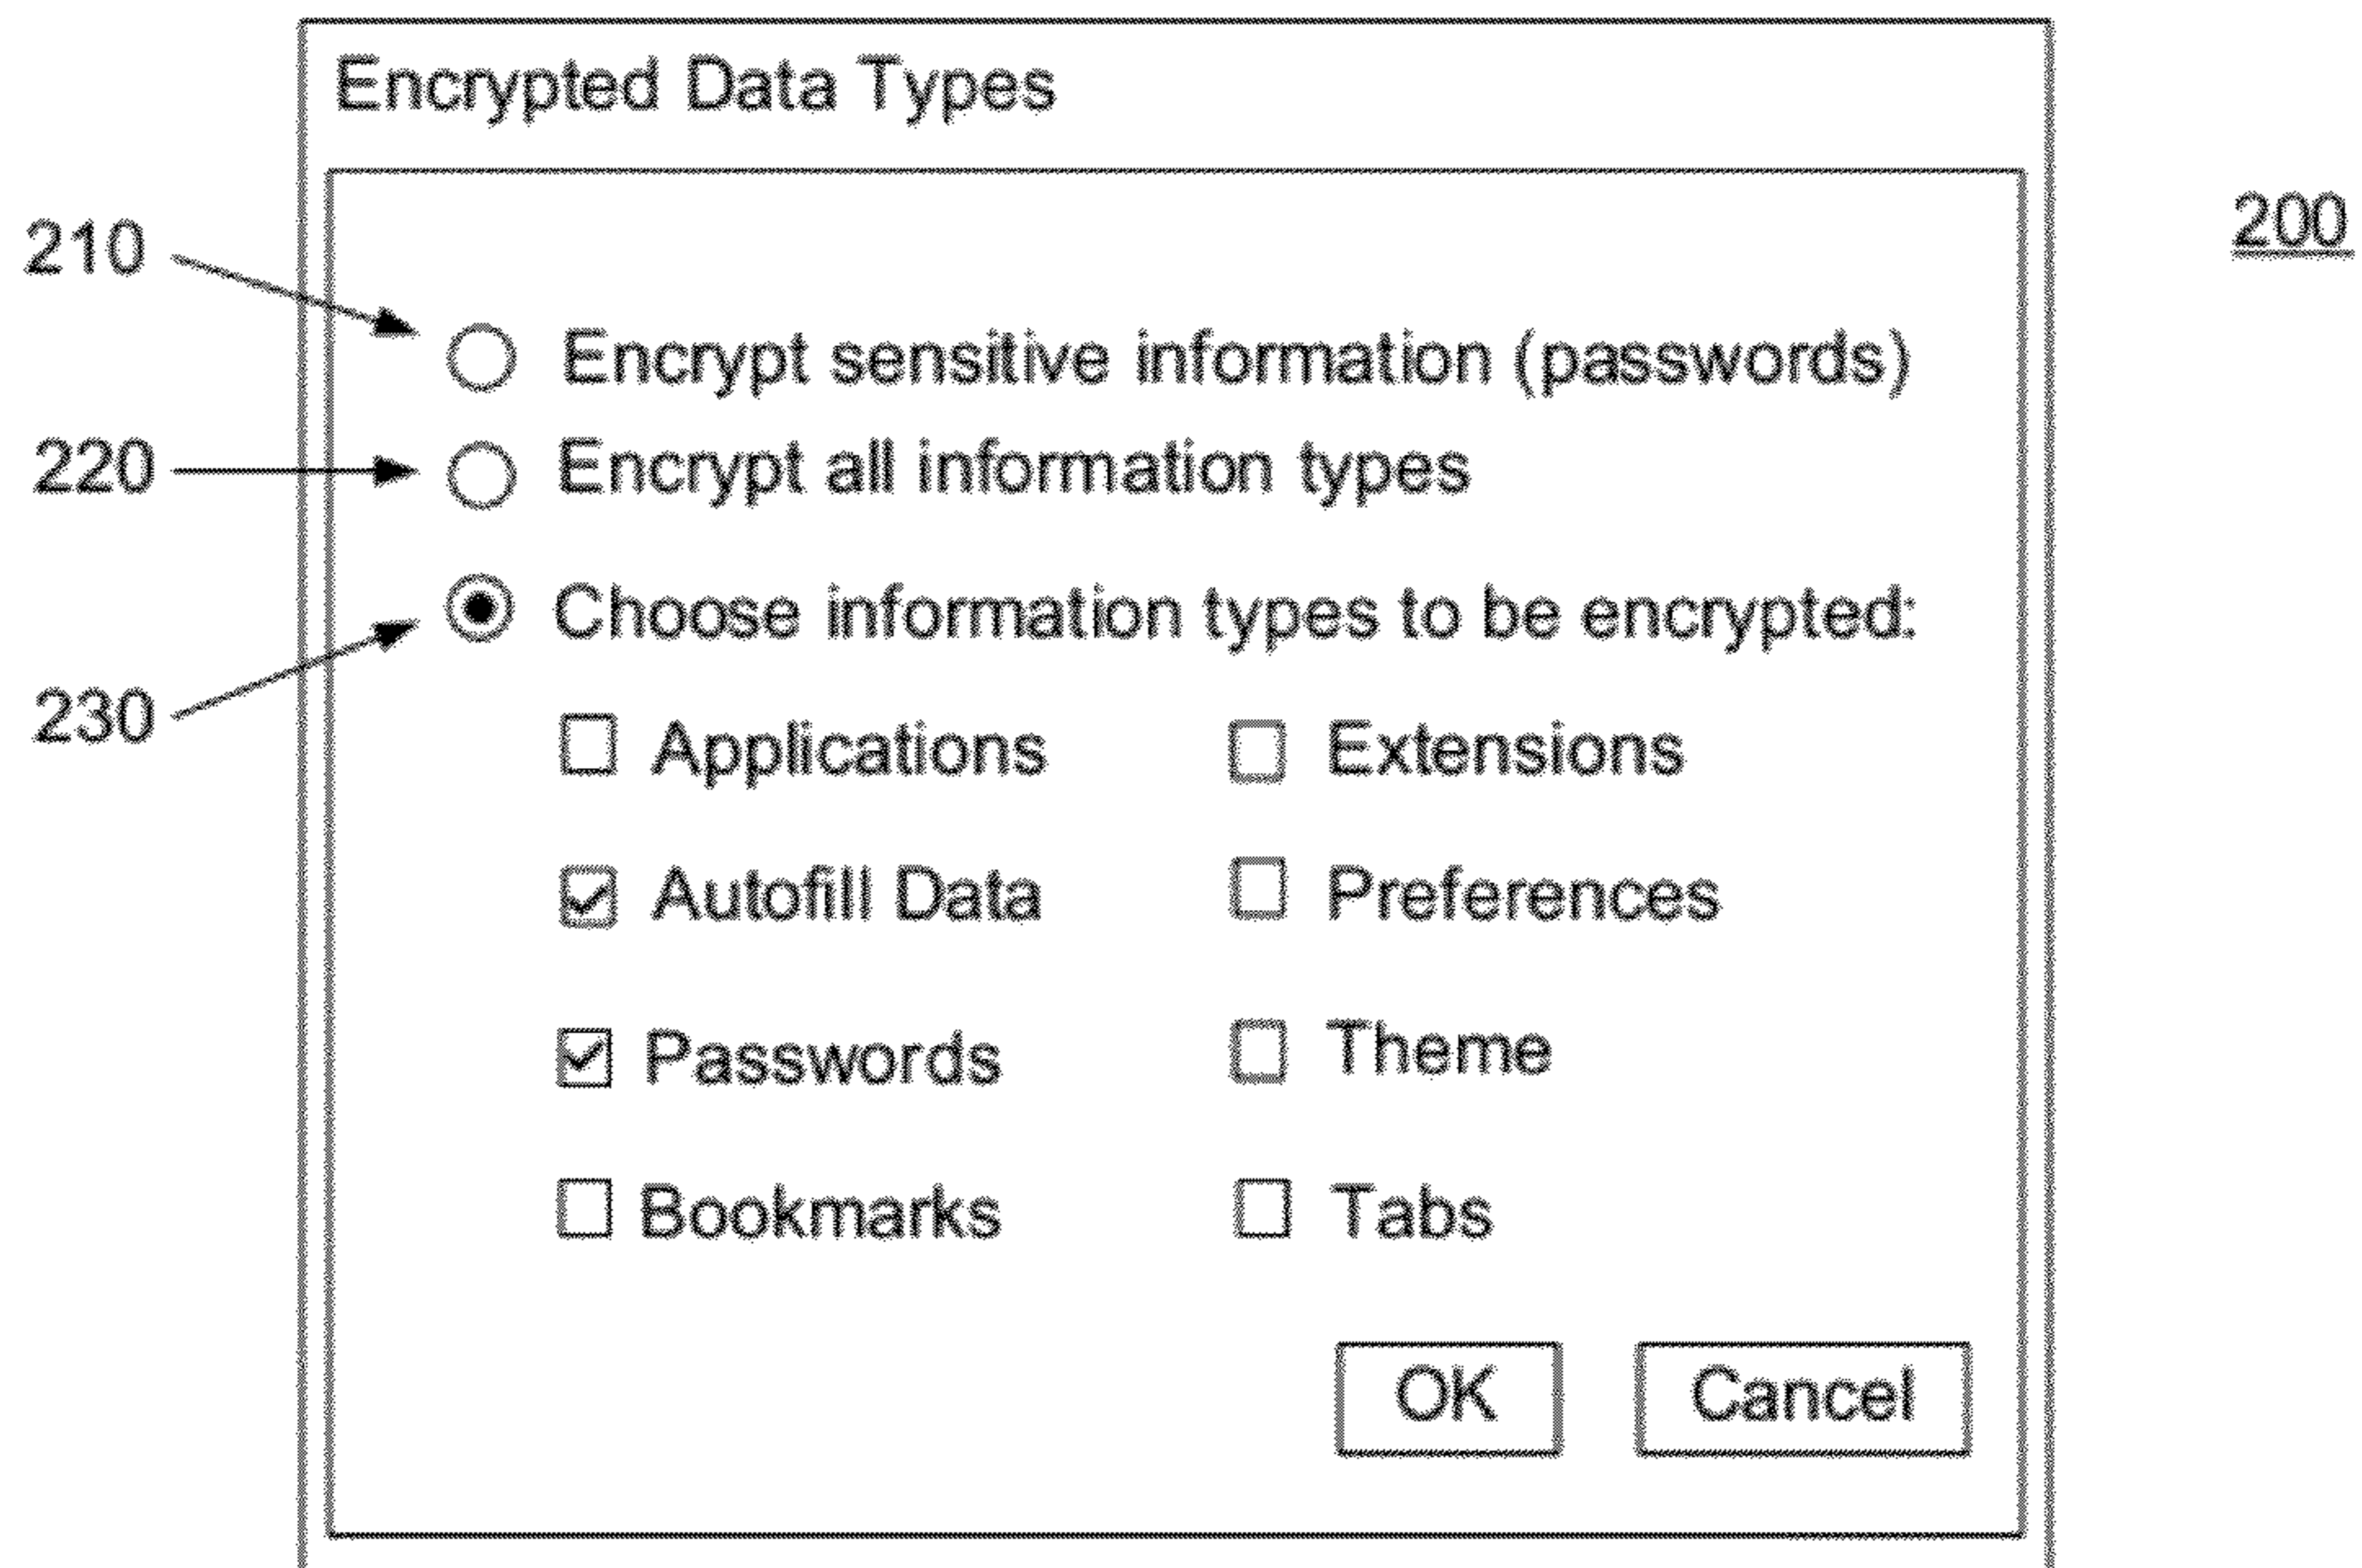 Encrypted Data Types
200
210
Encrypt sensitive information (passwords)
220
Encrypt all information types
230
Choose information types to be encrypted:
Applications
Extensions
Autofill Data
Preferences
Passwords
Theme
Bookmarks
Tabs
OK
Cancel